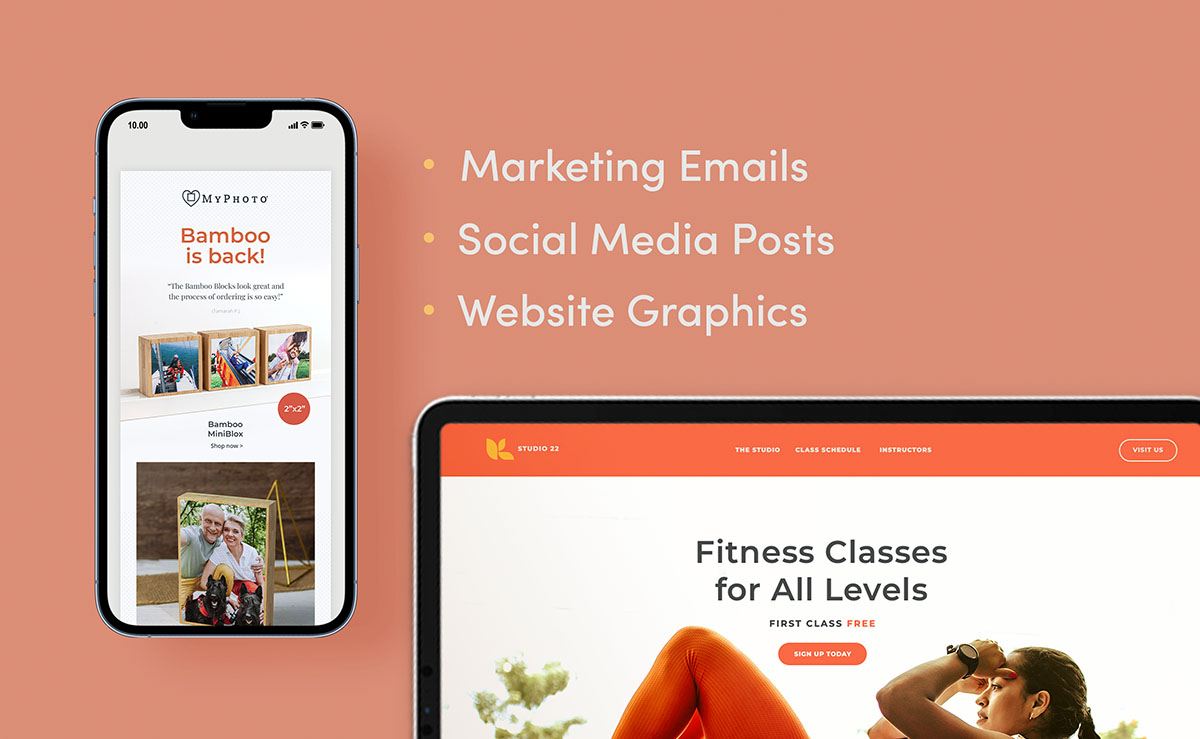 10.00
MYPHOTO
Bamboo
is back!
“The Bamboo Blocks look great and
the process of ordering is so easy!”
2”x2”
Bamboo
MiniBlox
Shop now >
• Marketing Emails
• Social Media Posts
• Website Graphics
STUDIO 22
THE STUDIO
CLASS SCHEDULE
INSTRUCTORS
VISIT US
Fitness Classes
for All Levels
FIRST CLASS FREE
SIGN UP TODAY